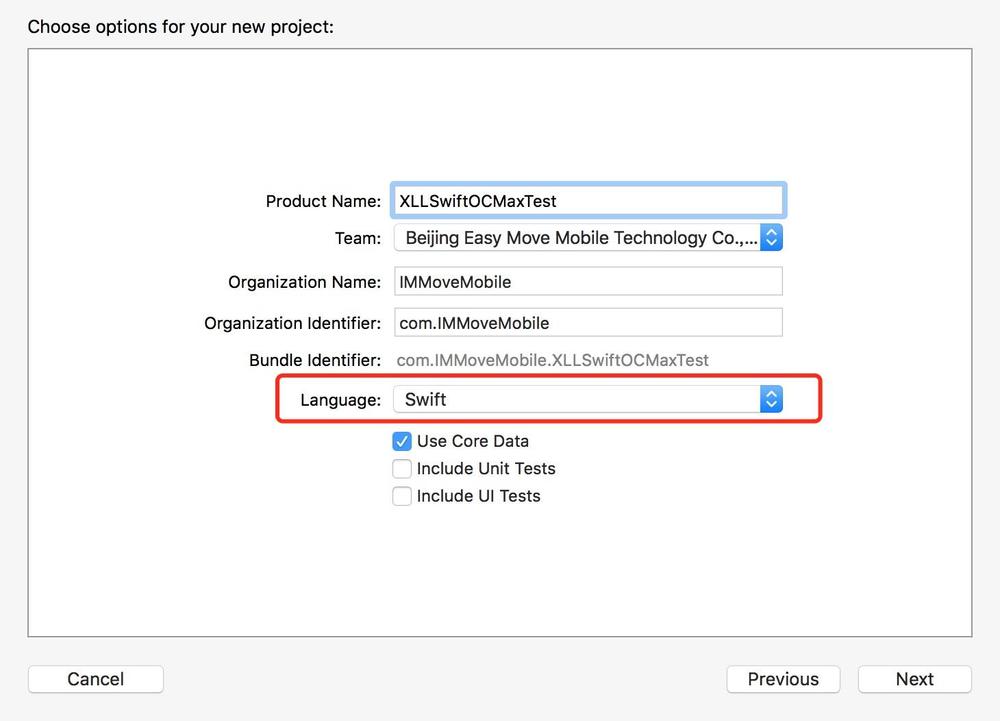 Choose options for your new project:
Product Name: XLLSwiftOCMaxTest
Team: Beijing Easy Move Mobile Technology Co.,...
Organization Name: IMMoveMobile
Organization Identifier: com.IMMoveMobile
Bundle Identifier: com.IMMoveMobile.XLLSwiftOCMaxTest
Language: Swift
Use Core Data
Include Unit Tests
Include UI Tests
Cancel Previous Next